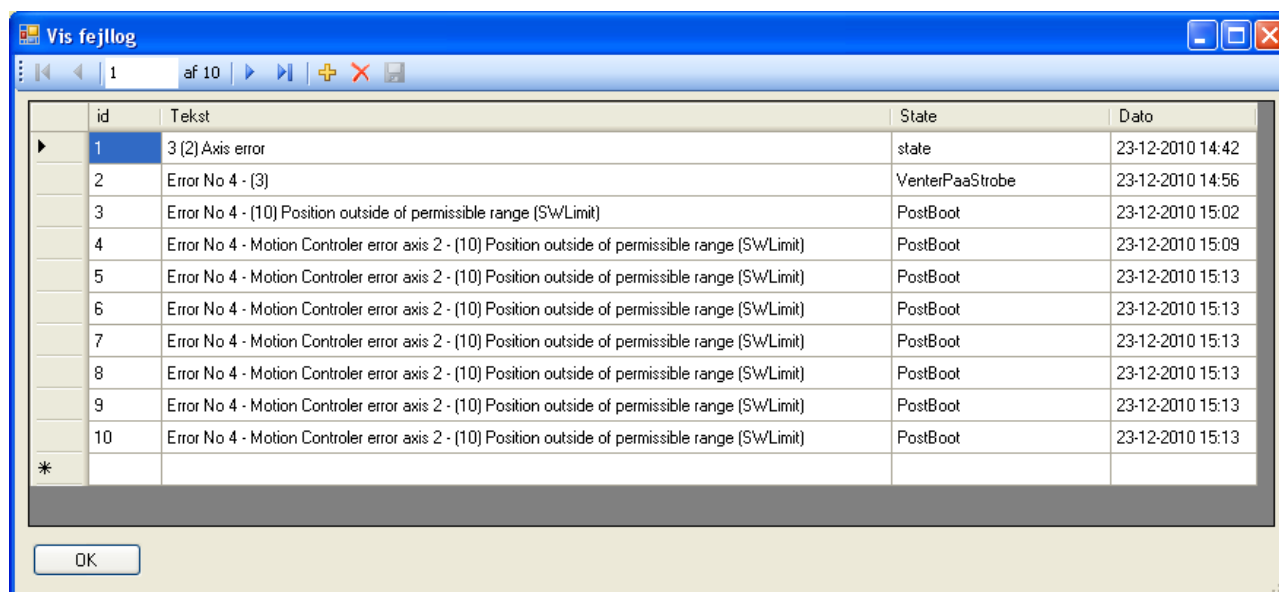 Vis fejllog
1 af 10
id Tekst State Dato
1 3 (2) Axis error state 23-12-2010 14:42
2 Error No 4 - (3) VenterPaaStrobe 23-12-2010 14:56
3 Error No 4 - (10) Position outside of permissible range (SWLimit) PostBoot 23-12-2010 15:02
4 Error No 4 - Motion Controler error axis 2 - (10) Position outside of permissible range (SWLimit) PostBoot 23-12-2010 15:09
5 Error No 4 - Motion Controler error axis 2 - (10) Position outside of permissible range (SWLimit) PostBoot 23-12-2010 15:13
6 Error No 4 - Motion Controler error axis 2 - (10) Position outside of permissible range (SWLimit) PostBoot 23-12-2010 15:13
7 Error No 4 - Motion Controler error axis 2 - (10) Position outside of permissible range (SWLimit) PostBoot 23-12-2010 15:13
8 Error No 4 - Motion Controler error axis 2 - (10) Position outside of permissible range (SWLimit) PostBoot 23-12-2010 15:13
9 Error No 4 - Motion Controler error axis 2 - (10) Position outside of permissible range (SWLimit) PostBoot 23-12-2010 15:13
10 Error No 4 - Motion Controler error axis 2 - (10) Position outside of permissible range (SWLimit) PostBoot 23-12-2010 15:13
OK